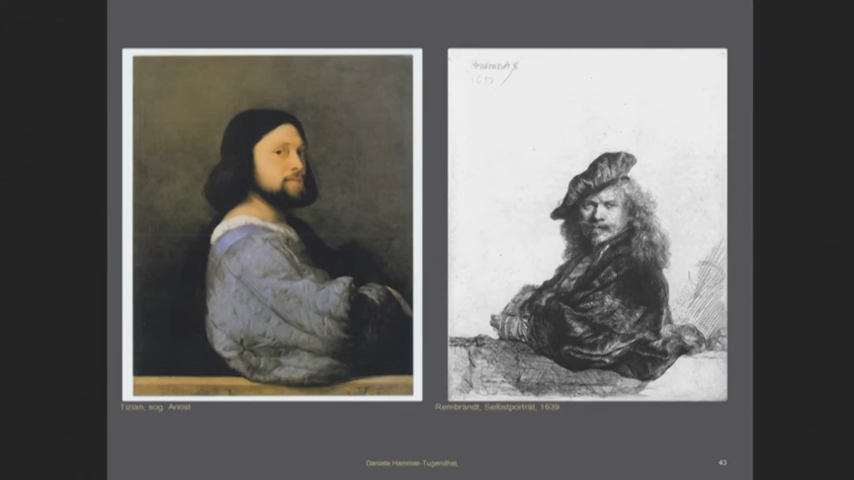 Tizian, sog. Ariost
Rembrandt, Selbstporträt, 1639
Daniela Hammer-Tugendhat,
43